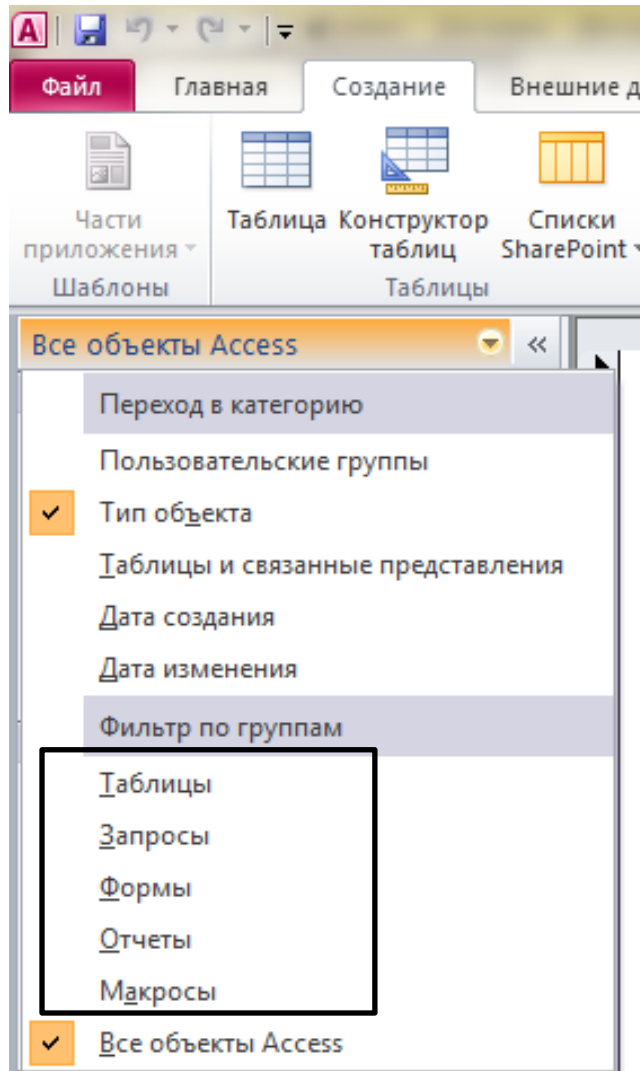 A
Файл Главная Создание Внешние д
Части приложения
Таблица
Конструктор таблиц
Списки SharePoint
Шаблоны
Таблицы
Все объекты Access «
Переход в категорию
Пользовательские группы
Тип объекта
Таблицы и связанные представления
Дата создания
Дата изменения
Фильтр по группам
Таблицы
Запросы
Формы
Отчеты
Макросы
Все объекты Access